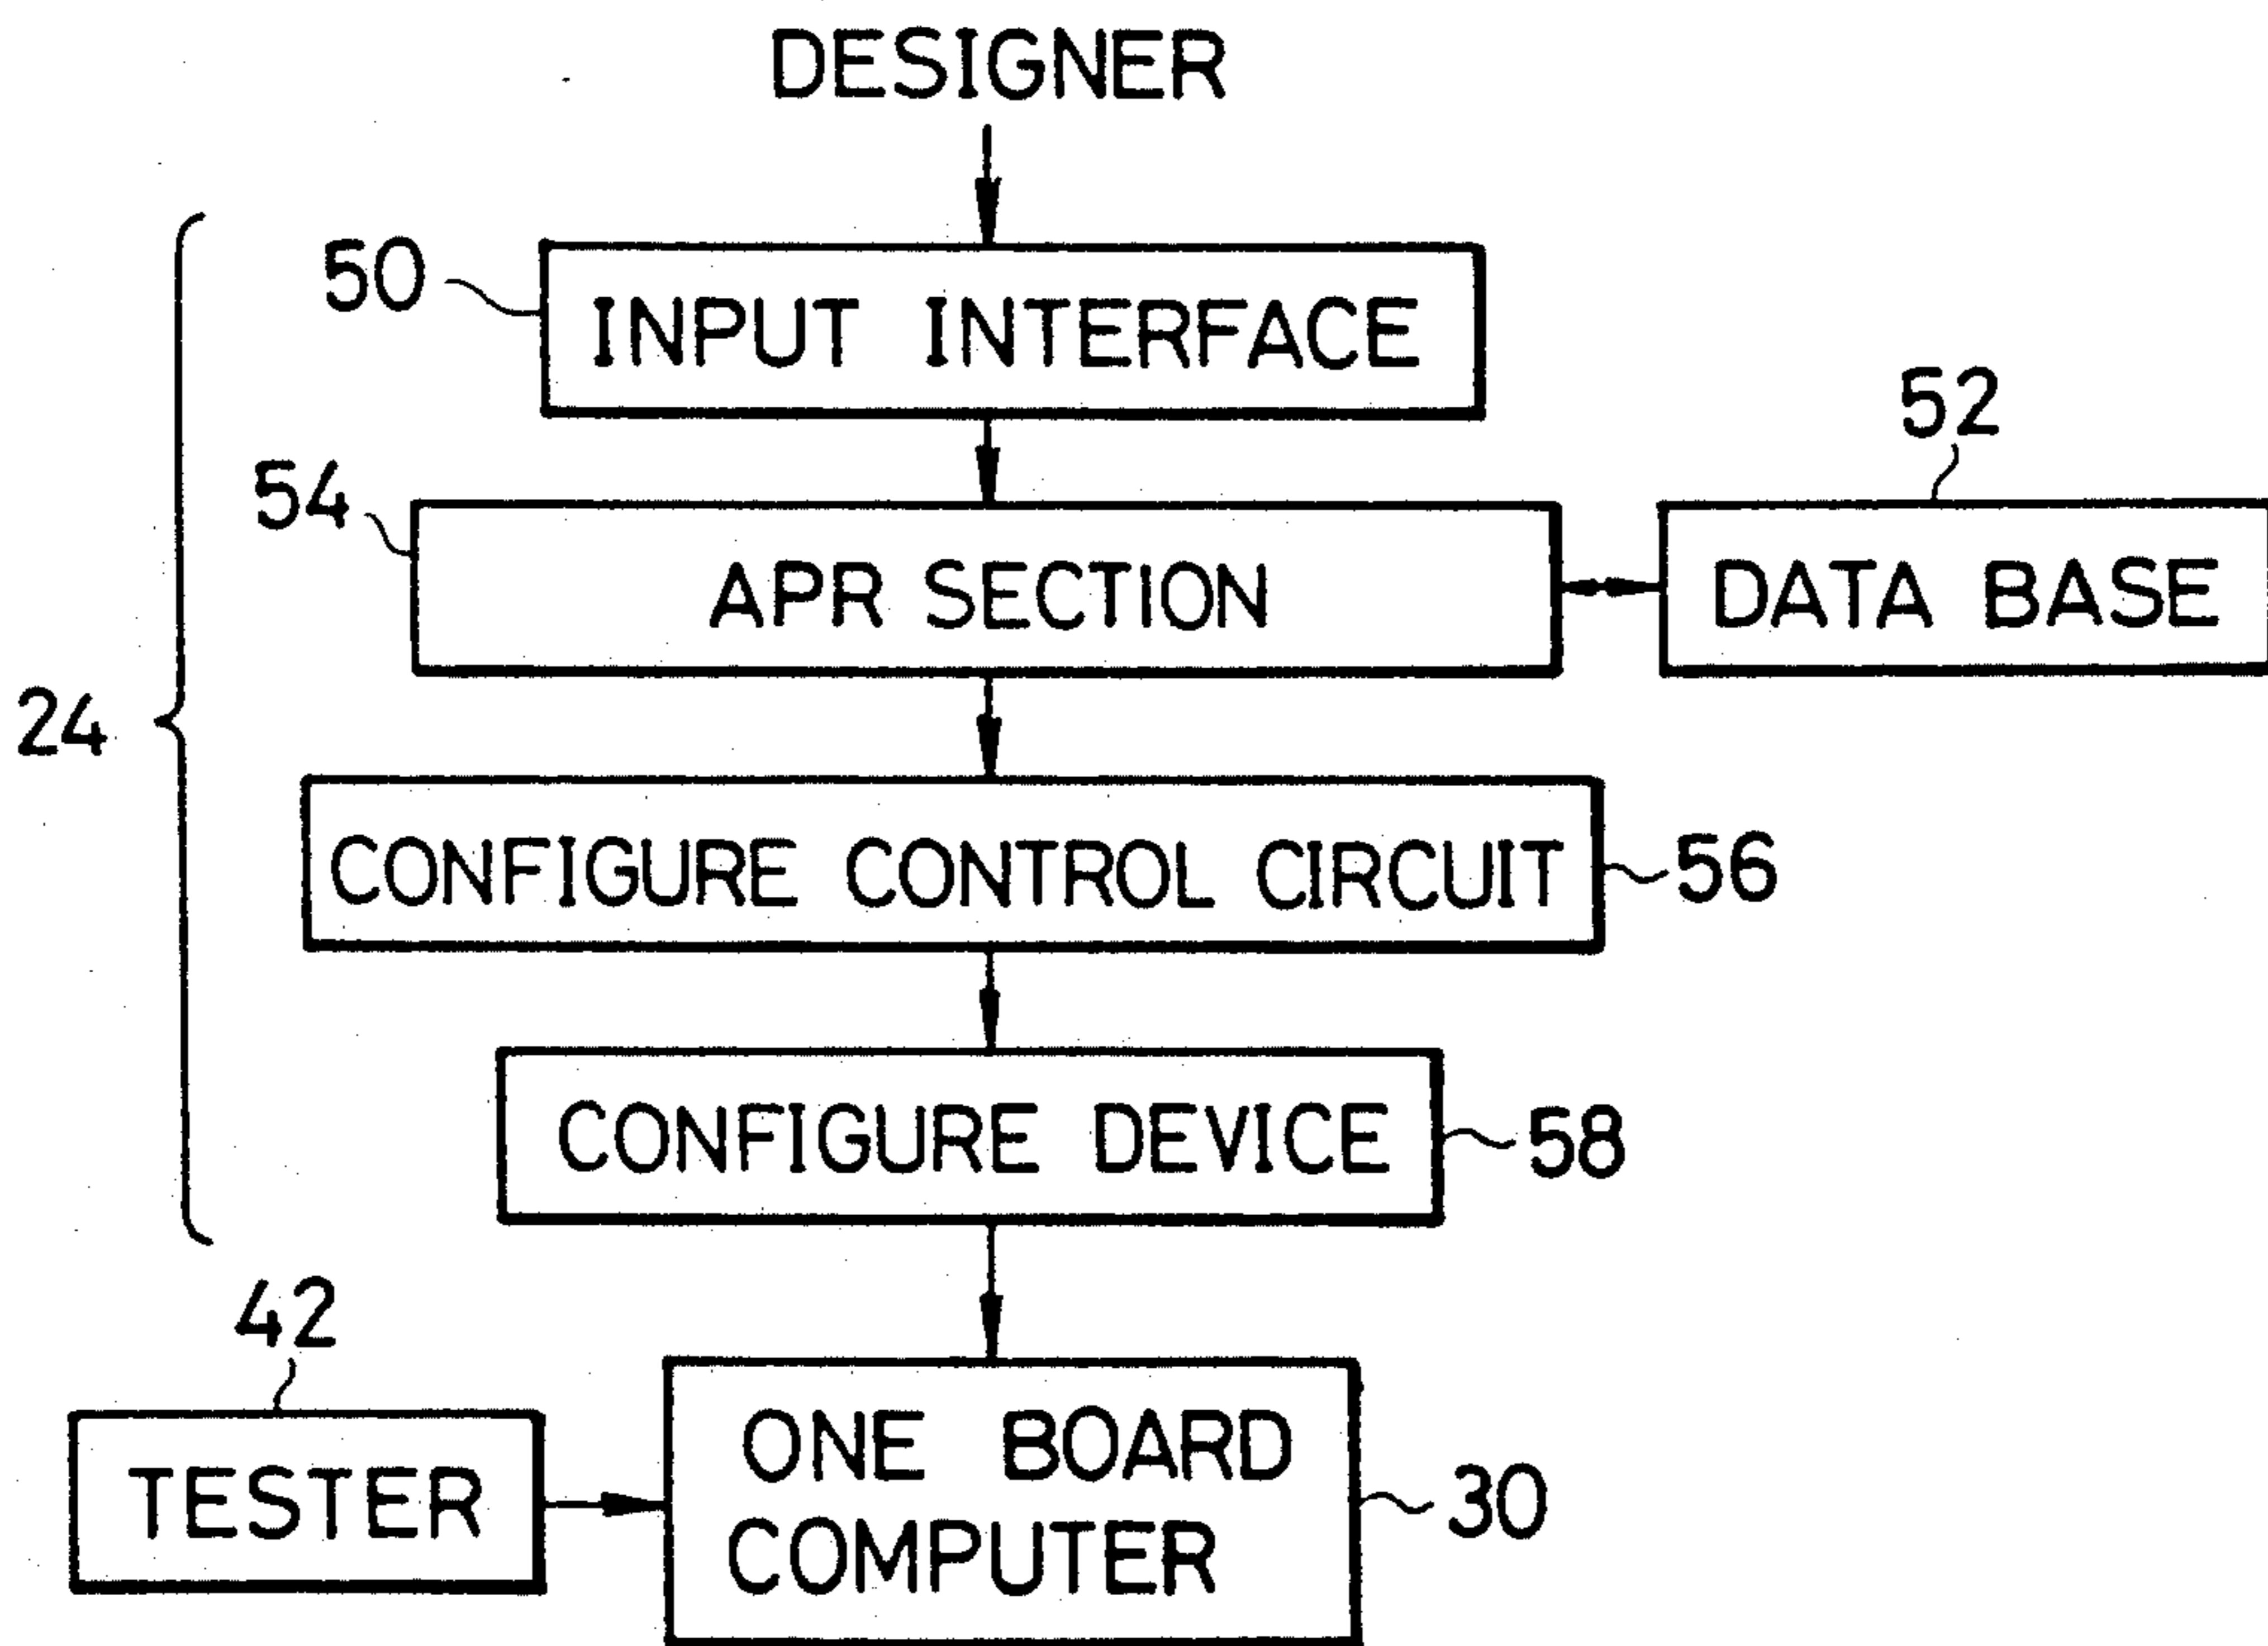 DESIGNER
50
INPUT INTERFACE
52
54
APR SECTION
DATA BASE
24
CONFIGURE CONTROL CIRCUIT
56
CONFIGURE DEVICE
58
42
TESTER
ONE BOARD
COMPUTER
30